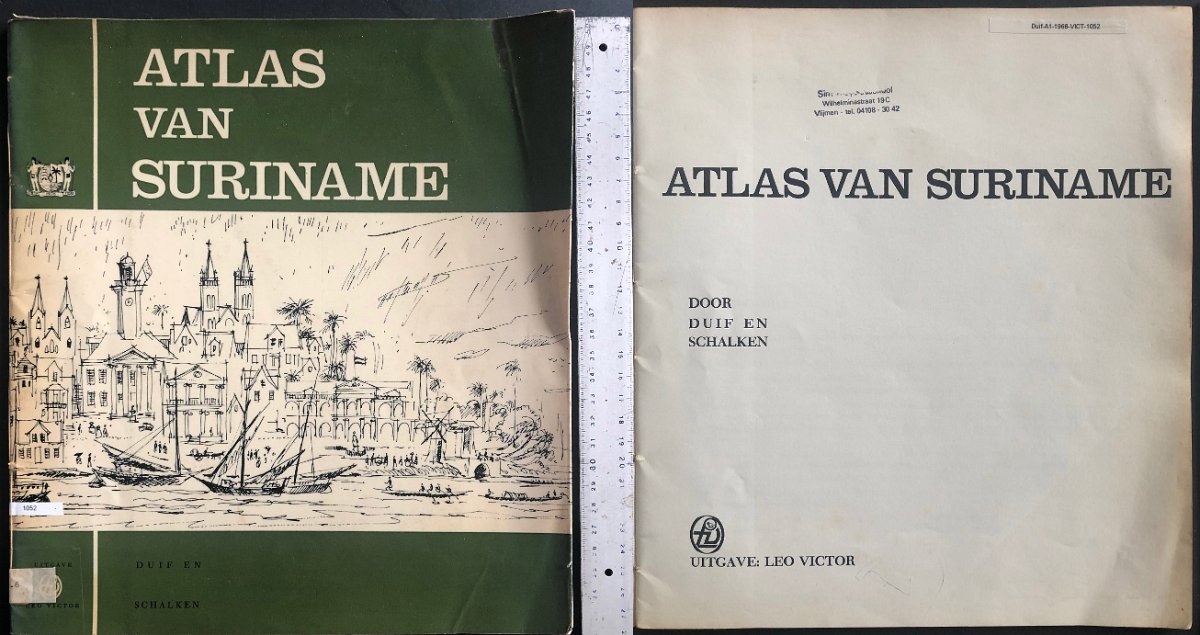 ATLAS
VAN
SURINAME
1052
UITGAVE
LEO VICTOR
DUIF EN
SCHALKEN
Duif-A1-1968-VICT-1052
Wilhelminastraat 19C
Vlijmen - tel. 04108 - 30 42
ATLAS VAN SURINAME
DOOR
DUIF EN
SCHALKEN
UITGAVE: LEO VICTOR